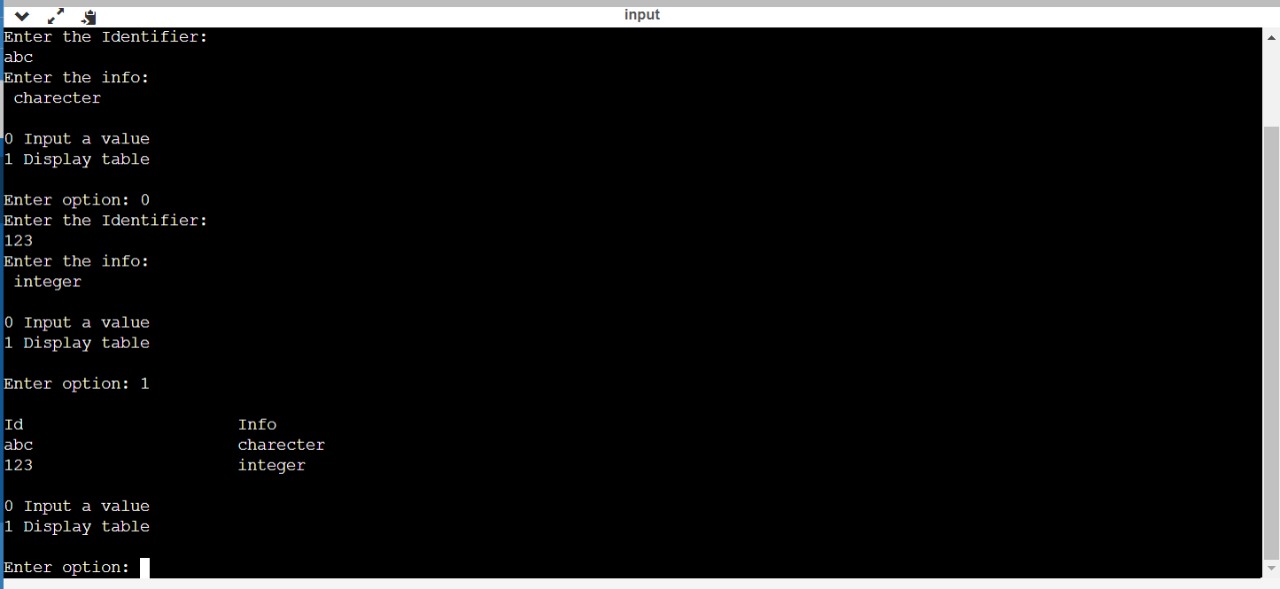 input
Enter the Identifier:
abc
Enter the info:
charecter
0 Input a value
1 Display table
Enter option: 0
Enter the Identifier:
123
Enter the info:
integer
0 Input a value
1 Display table
Enter option: 1
Id Info
abc charecter
123 integer
0 Input a value
1 Display table
Enter option: